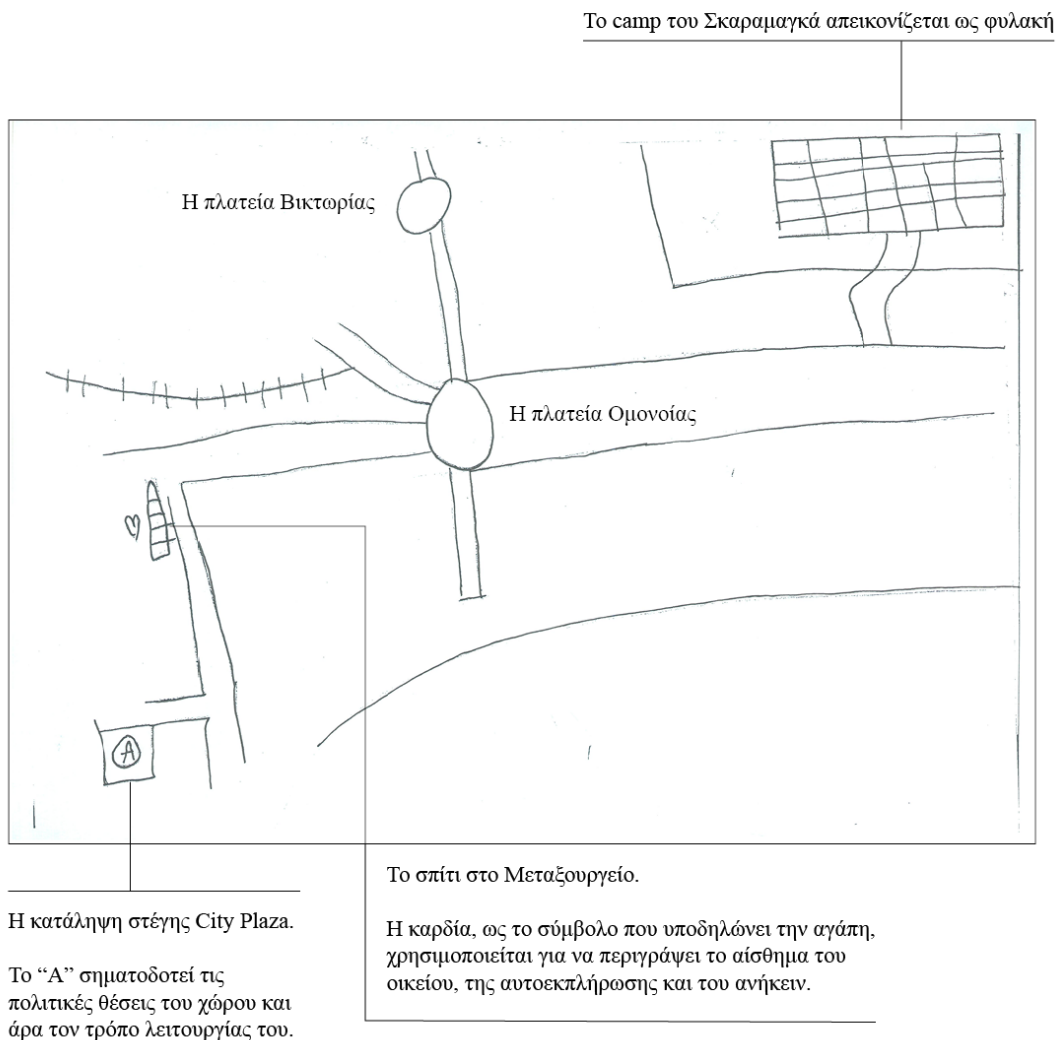 Το camp του Σκαραμαγκά απεικονίζεται ως φυλακή
Η πλατεία Βικτωρίας
Η πλατεία Ομονοίας
A
Η κατάληψη στέγης City Plaza.
Το “Α” σηματοδοτεί τις
πολιτικές θέσεις του χώρου και
άρα τον τρόπο λειτουργίας του.
Το σπίτι στο Μεταξουργείο.
Η καρδία, ως το σύμβολο που υποδηλώνει την αγάπη,
χρησιμοποιείται για να περιγράψει το αίσθημα του
οικείου, της αυτοεκπλήρωσης και του ανήκειν.